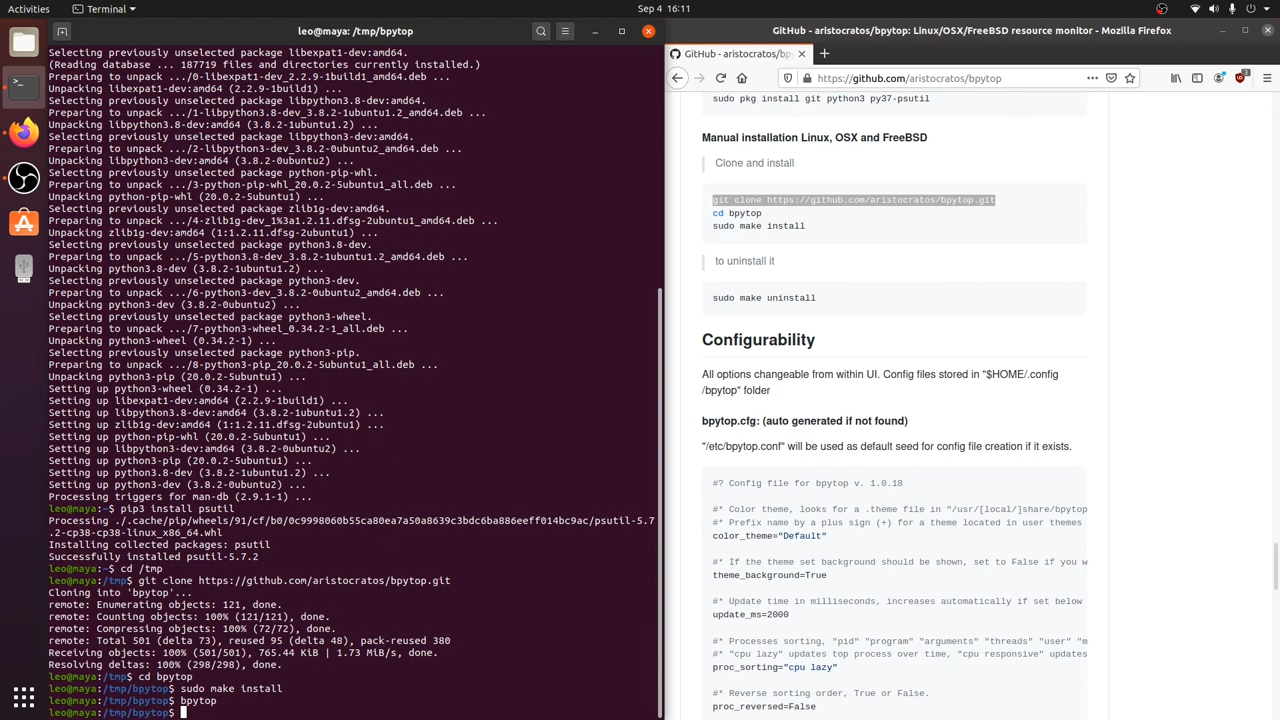 Activities
Terminal
Sep 4 16:11
leo@maya: /tmp/bpytop
Selecting previously unselected package libexpat1-dev:amd64.
(Reading database ... 187719 files and directories currently installed.)
Preparing to unpack .../0-libexpat1-dev_2.2.9-1build1_amd64.deb ...
Unpacking libexpat1-dev:amd64 (2.2.9-1build1) ...
Selecting previously unselected package libpython3.8-dev:amd64.
Preparing to unpack .../1-libpython3.8-dev_3.8.2-1ubuntu1.2_amd64.deb ...
Unpacking libpython3.8-dev:amd64 (3.8.2-1ubuntu1.2) ...
Selecting previously unselected package libpython3-dev:amd64.
Preparing to unpack .../2-libpython3-dev_3.8.2-0ubuntu2_amd64.deb ...
Unpacking libpython3-dev:amd64 (3.8.2-0ubuntu2) ...
Selecting previously unselected package python-pip-whl.
Preparing to unpack .../3-python-pip-whl_20.0.2-5ubuntu1_all.deb ...
Unpacking python-pip-whl (20.0.2-5ubuntu1) ...
Selecting previously unselected package zlib1g-dev:amd64.
Preparing to unpack .../4-zlib1g-dev_1%3a1.2.11.dfsg-2ubuntu1_amd64.deb ...
Unpacking zlib1g-dev:amd64 (1:1.2.11.dfsg-2ubuntu1) ...
Selecting previously unselected package python3.8-dev.
Preparing to unpack .../5-python3.8-dev_3.8.2-1ubuntu1.2_amd64.deb ...
Unpacking python3.8-dev (3.8.2-1ubuntu1.2) ...
Selecting previously unselected package python3-dev.
Preparing to unpack .../6-python3-dev_3.8.2-0ubuntu2_amd64.deb ...
Unpacking python3-dev (3.8.2-0ubuntu2) ...
Selecting previously unselected package python3-wheel.
Preparing to unpack .../7-python3-wheel_0.34.2-1_all.deb ...
Unpacking python3-wheel (0.34.2-1) ...
Selecting previously unselected package python3-pip.
Preparing to unpack .../8-python3-pip_20.0.2-5ubuntu1_all.deb ...
Unpacking python3-pip (20.0.2-5ubuntu1) ...
Setting up python3-wheel (0.34.2-1) ...
Setting up libexpat1-dev:amd64 (2.2.9-1build1) ...
Setting up libpython3.8-dev:amd64 (3.8.2-1ubuntu1.2) ...
Setting up zlib1g-dev:amd64 (1:1.2.11.dfsg-2ubuntu1) ...
Setting up python-pip-whl (20.0.2-5ubuntu1) ...
Setting up libpython3-dev:amd64 (3.8.2-0ubuntu2) ...
Setting up python3-pip (20.0.2-5ubuntu1) ...
Setting up python3.8-dev (3.8.2-1ubuntu1.2) ...
Setting up python3-dev (3.8.2-0ubuntu2) ...
Processing triggers for man-db (2.9.1-1) ...
leo@maya:~$ pip3 install psutil
Processing ./.cache/pip/wheels/91/cf/b0/0c9998060b55ca80ea7a50a8639c3bdc6ba886eeff014bc9ac/psutil-5.7
.2-cp38-cp38-linux_x86_64.whl
Installing collected packages: psutil
Successfully installed psutil-5.7.2
leo@maya:~$ cd /tmp
leo@maya:/tmp$ git clone https://github.com/aristocratos/bpytop.git
Cloning into 'bpytop'...
remote: Enumerating objects: 121, done.
remote: Counting objects: 100% (121/121), done.
remote: Compressing objects: 100% (72/72), done.
remote: Total 501 (delta 73), reused 95 (delta 48), pack-reused 380
Receiving objects: 100% (501/501), 765.44 KiB | 1.73 MiB/s, done.
Resolving deltas: 100% (298/298), done.
leo@maya:/tmp$ cd bpytop
leo@maya:/tmp/bpytop$ sudo make install
leo@maya:/tmp/bpytop$ bpytop
leo@maya:/tmp/bpytop$
GitHub - aristocratos/bpytop: Linux/OSX/FreeBSD resource monitor - Mozilla Firefox
GitHub - aristocratos/bp
https://github.com/aristocratos/bpytop
sudo pkg install git python3 py37-psutil
Manual installation Linux, OSX and FreeBSD
Clone and install
git clone https://github.com/aristocratos/bpytop.git
cd bpytop
sudo make install
to uninstall it
sudo make uninstall
Configurability
All options changeable from within UI. Config files stored in "$HOME/.config
/bpytop" folder
bpytop.cfg: (auto generated if not found)
"/etc/bpytop.conf" will be used as default seed for config file creation if it exists.
#? Config file for bpytop v. 1.0.18
#* Color theme, looks for a .theme file in "/usr/[local/]share/bpytop
#* Prefix name by a plus sign (+) for a theme located in user themes
color_theme="Default"
#* If the theme set background should be shown, set to False if you w
theme_background=True
#* Update time in milliseconds, increases automatically if set below
update_ms=2000
#* Processes sorting, "pid" "program" "arguments" "threads" "user" "m
#* "cpu lazy" updates top process over time, "cpu responsive" updates
proc_sorting="cpu lazy"
#* Reverse sorting order, True or False.
proc_reversed=False